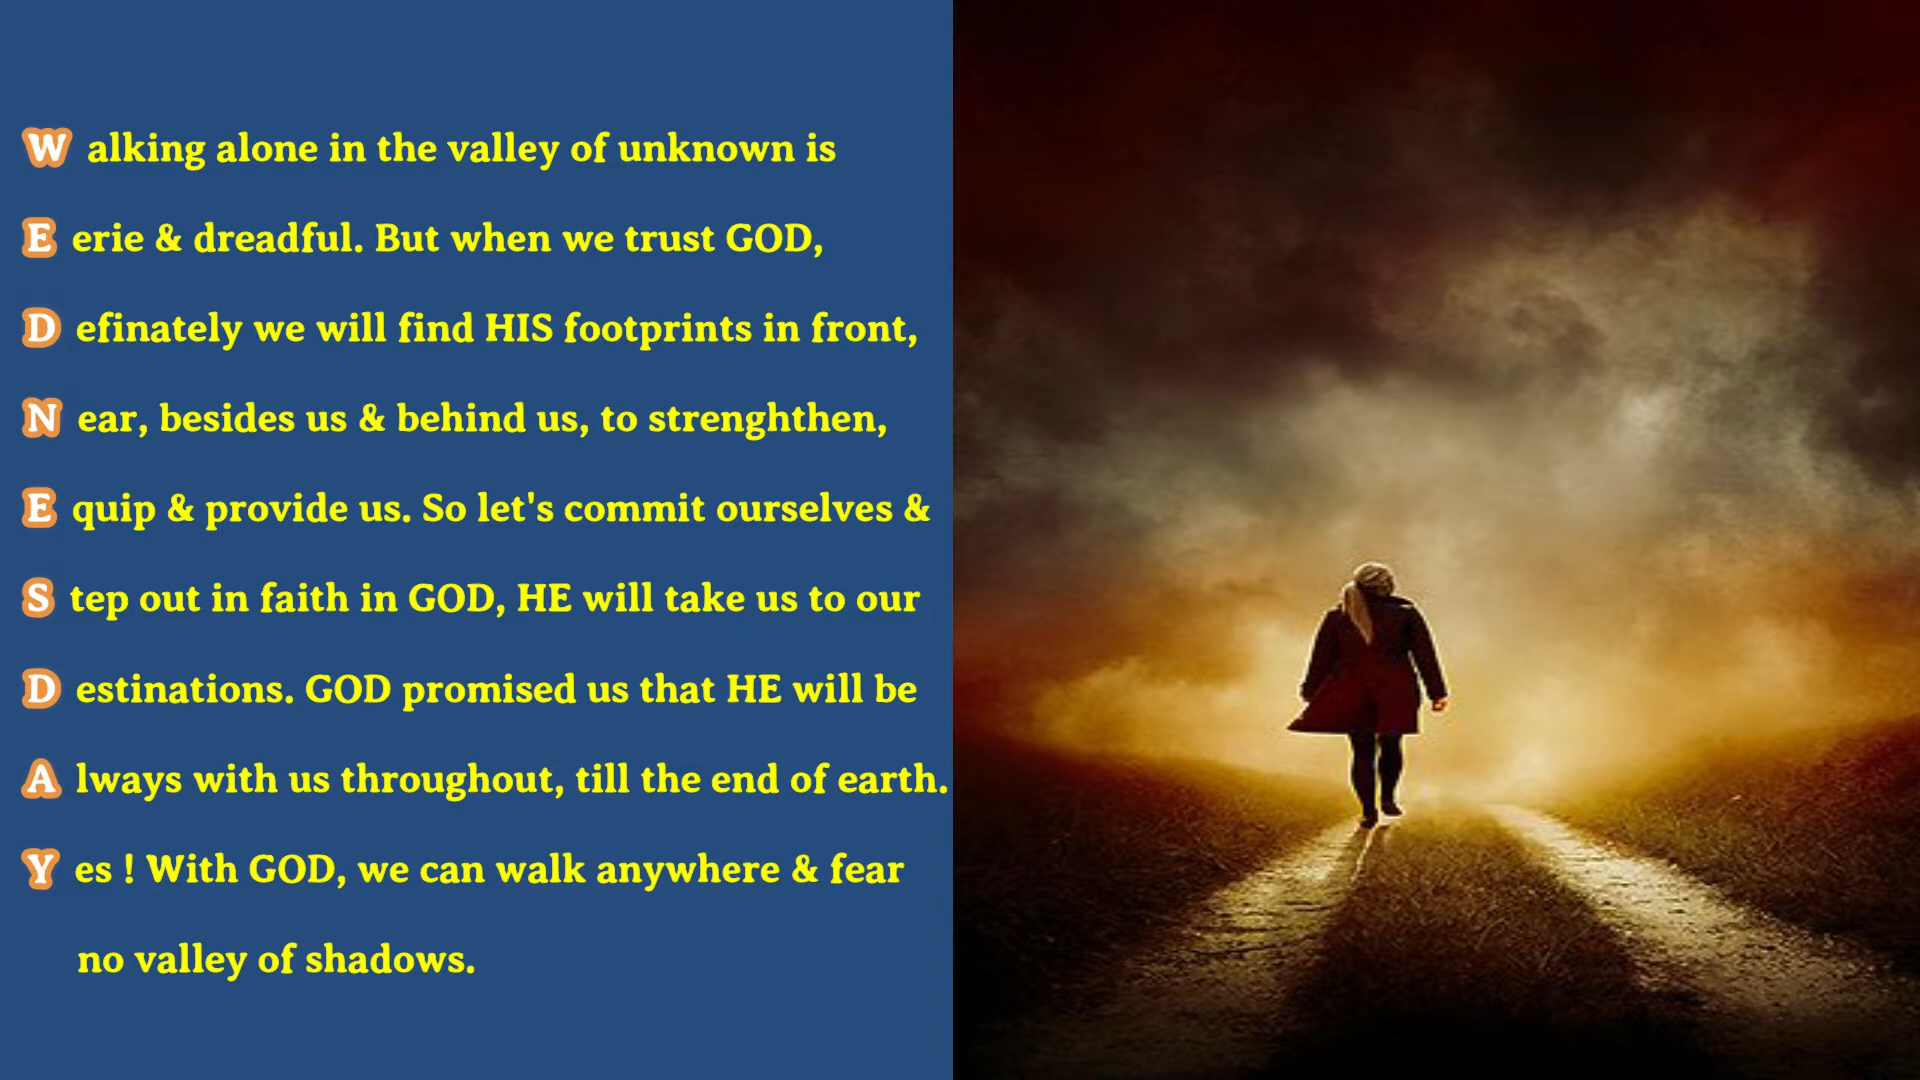 W alking alone in the valley of unknown is
E erie & dreadful. But when we trust GOD,
D efinately we will find HIS footprints in front,
N ear, besides us & behind us, to strenghthen,
E quip & provide us. So let's commit ourselves &
S tep out in faith in GOD, HE will take us to our
D estinations. GOD promised us that HE will be
A lways with us throughout, till the end of earth.
Y es ! With GOD, we can walk anywhere & fear
no valley of shadows.